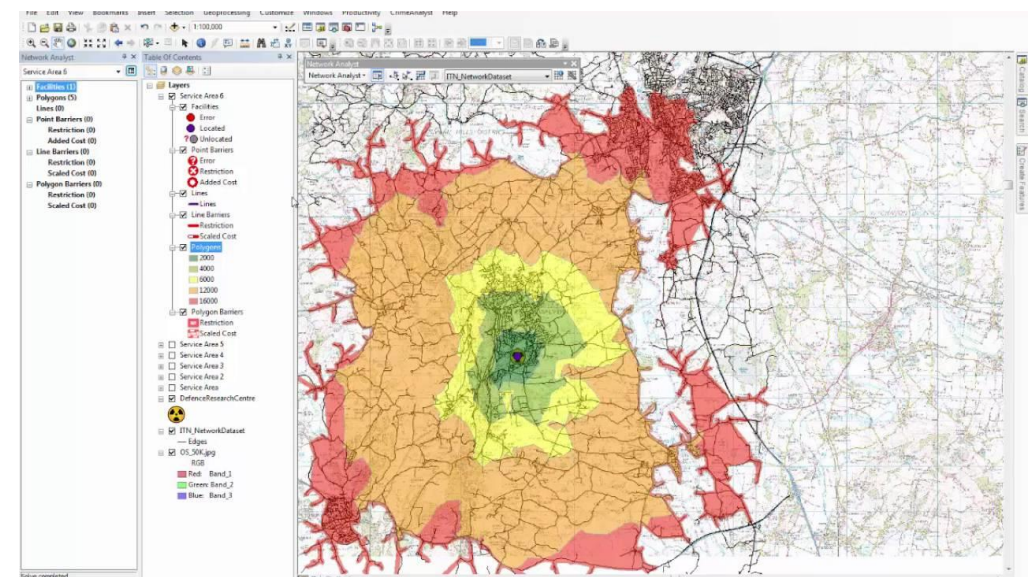 File Edit View Bookmarks Insert Selection Geoprocessing Customize Windows Productivity CrimeAnalyst Help
1:100,000
Network Analyst
Service Area 6
Facilities (1)
Polygons (5)
Lines (0)
Point Barriers (0)
Restriction (0)
Added Cost (0)
Line Barriers (0)
Restriction (0)
Scaled Cost (0)
Polygon Barriers (0)
Restriction (0)
Scaled Cost (0)
Table Of Contents
Layers
Service Area 6
Facilities
Error
Located
Unlocated
Point Barriers
Error
Restriction
Added Cost
Lines
Lines
Line Barriers
Restriction
Scaled Cost
Polygons
2000
4000
6000
12000
16000
Polygon Barriers
Restriction
Scaled Cost
Service Area 5
Service Area 4
Service Area 3
Service Area 2
Service Area
DefenceResearchCentre
ITN_NetworkDataset
Edges
OS_50K.jpg
RGB
Red: Band_1
Green: Band_2
Blue: Band_3
Network Analyst
Network Analyst ITN_NetworkDataset
Catalog
Search
Create Features